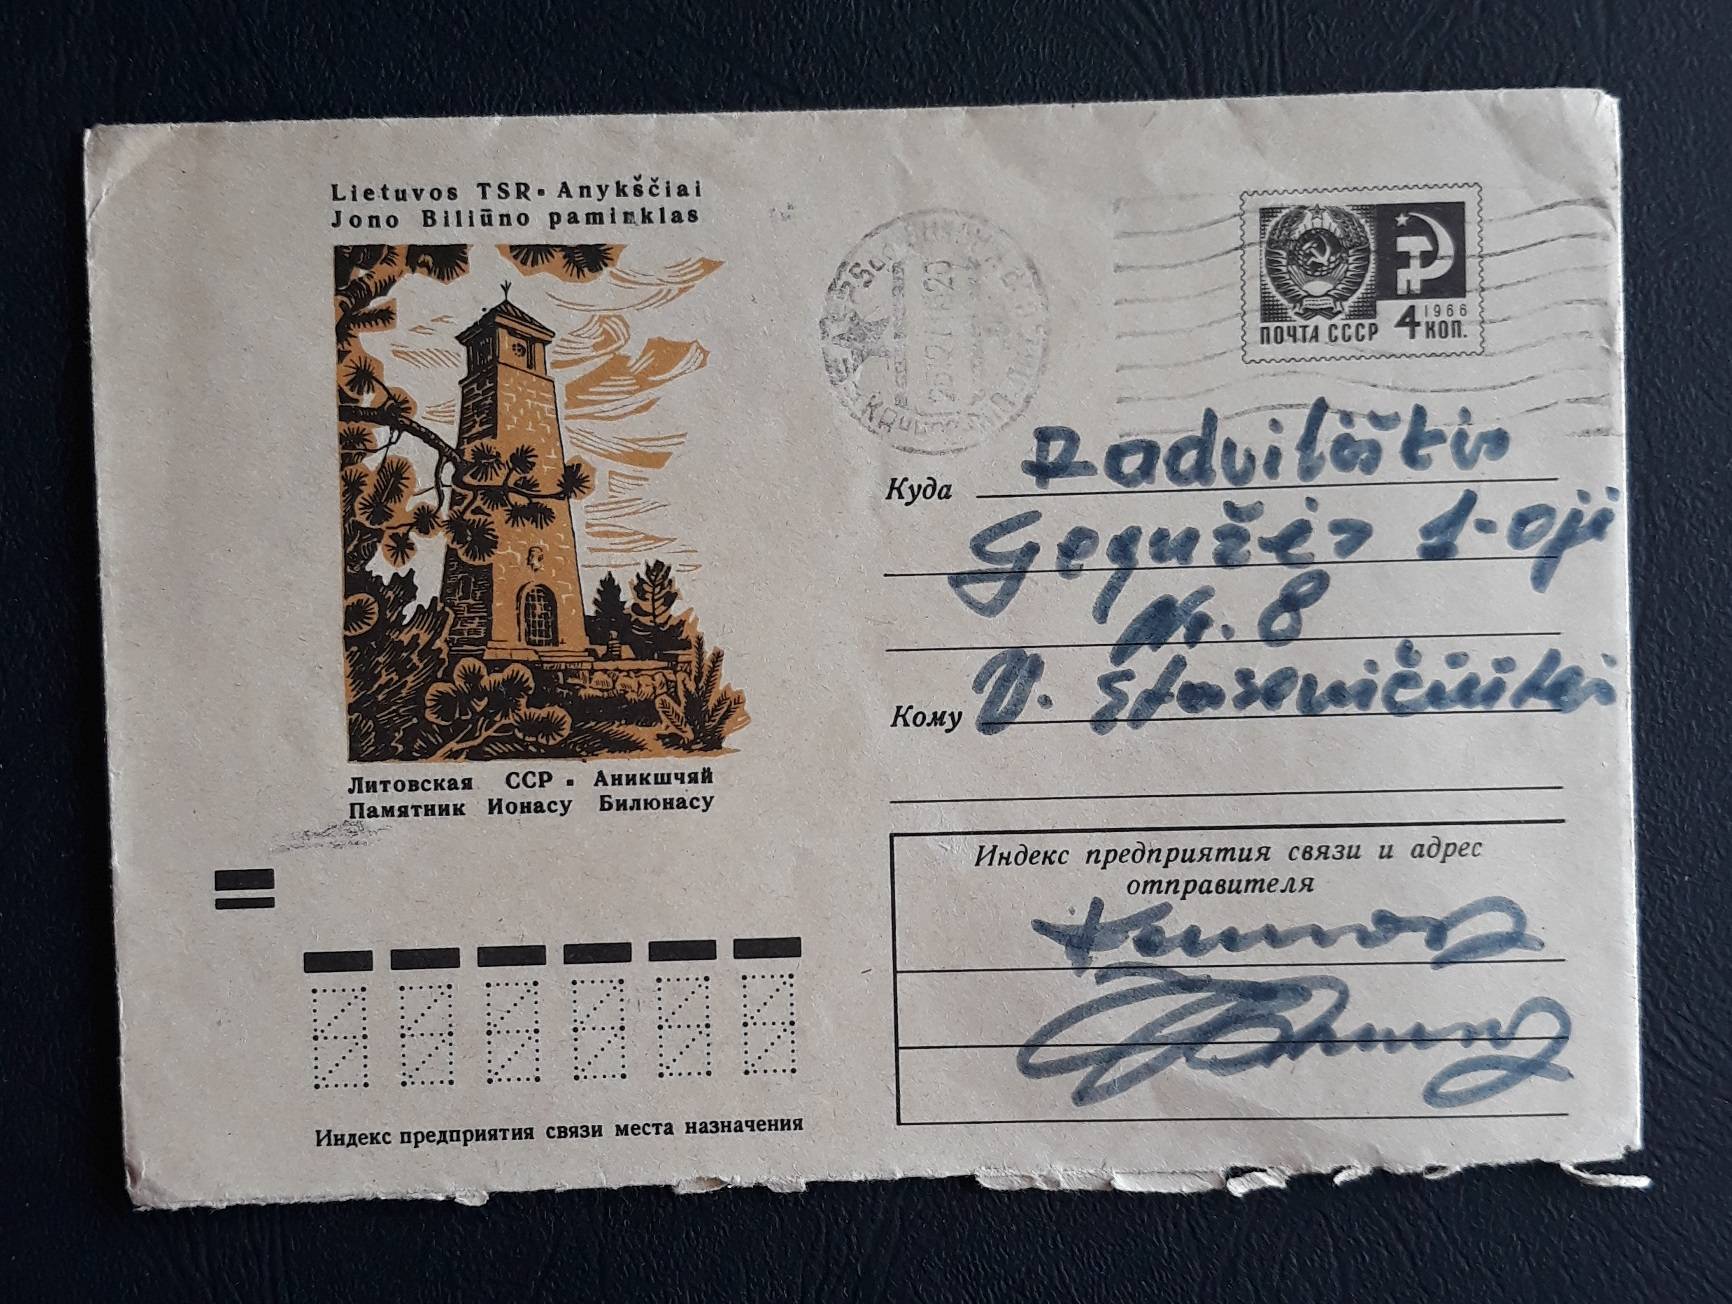 Lietuvos TSR ▪ Anykščiai
Jono Biliūno paminklas
Литовская ССР ▪ Аникшчяй
Памятник Ионасу Билюнасу
ПОЧТА СССР 4 КОП.
1966
Куда Radviliškis
Gegužės 1-oji
Nr. 8
Кому V. Stasevičiūtei
Индекс предприятия связи и адрес
отправителя
Индекс предприятия связи места назначения